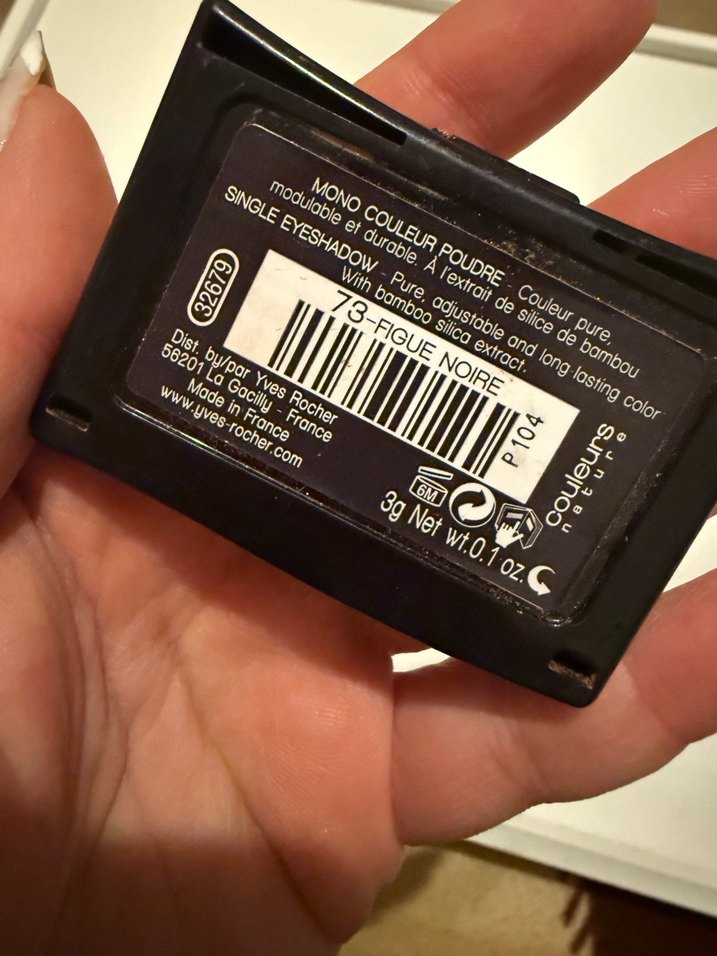 MONO COULEUR POUDRE - Couleur pure,
modulable et durable. À l'extrait de silice de bambou
SINGLE EYESHADOW - Pure, adjustable and long-lasting color
With bamboo silica extract.
32679
73-FIGUE NOIRE
P104
Dist. by/par Yves Rocher
56201 La Gacilly - France
Made in France
www.yves-rocher.com
couleurs
nature
6M
3g Net wt.0.1 oz.